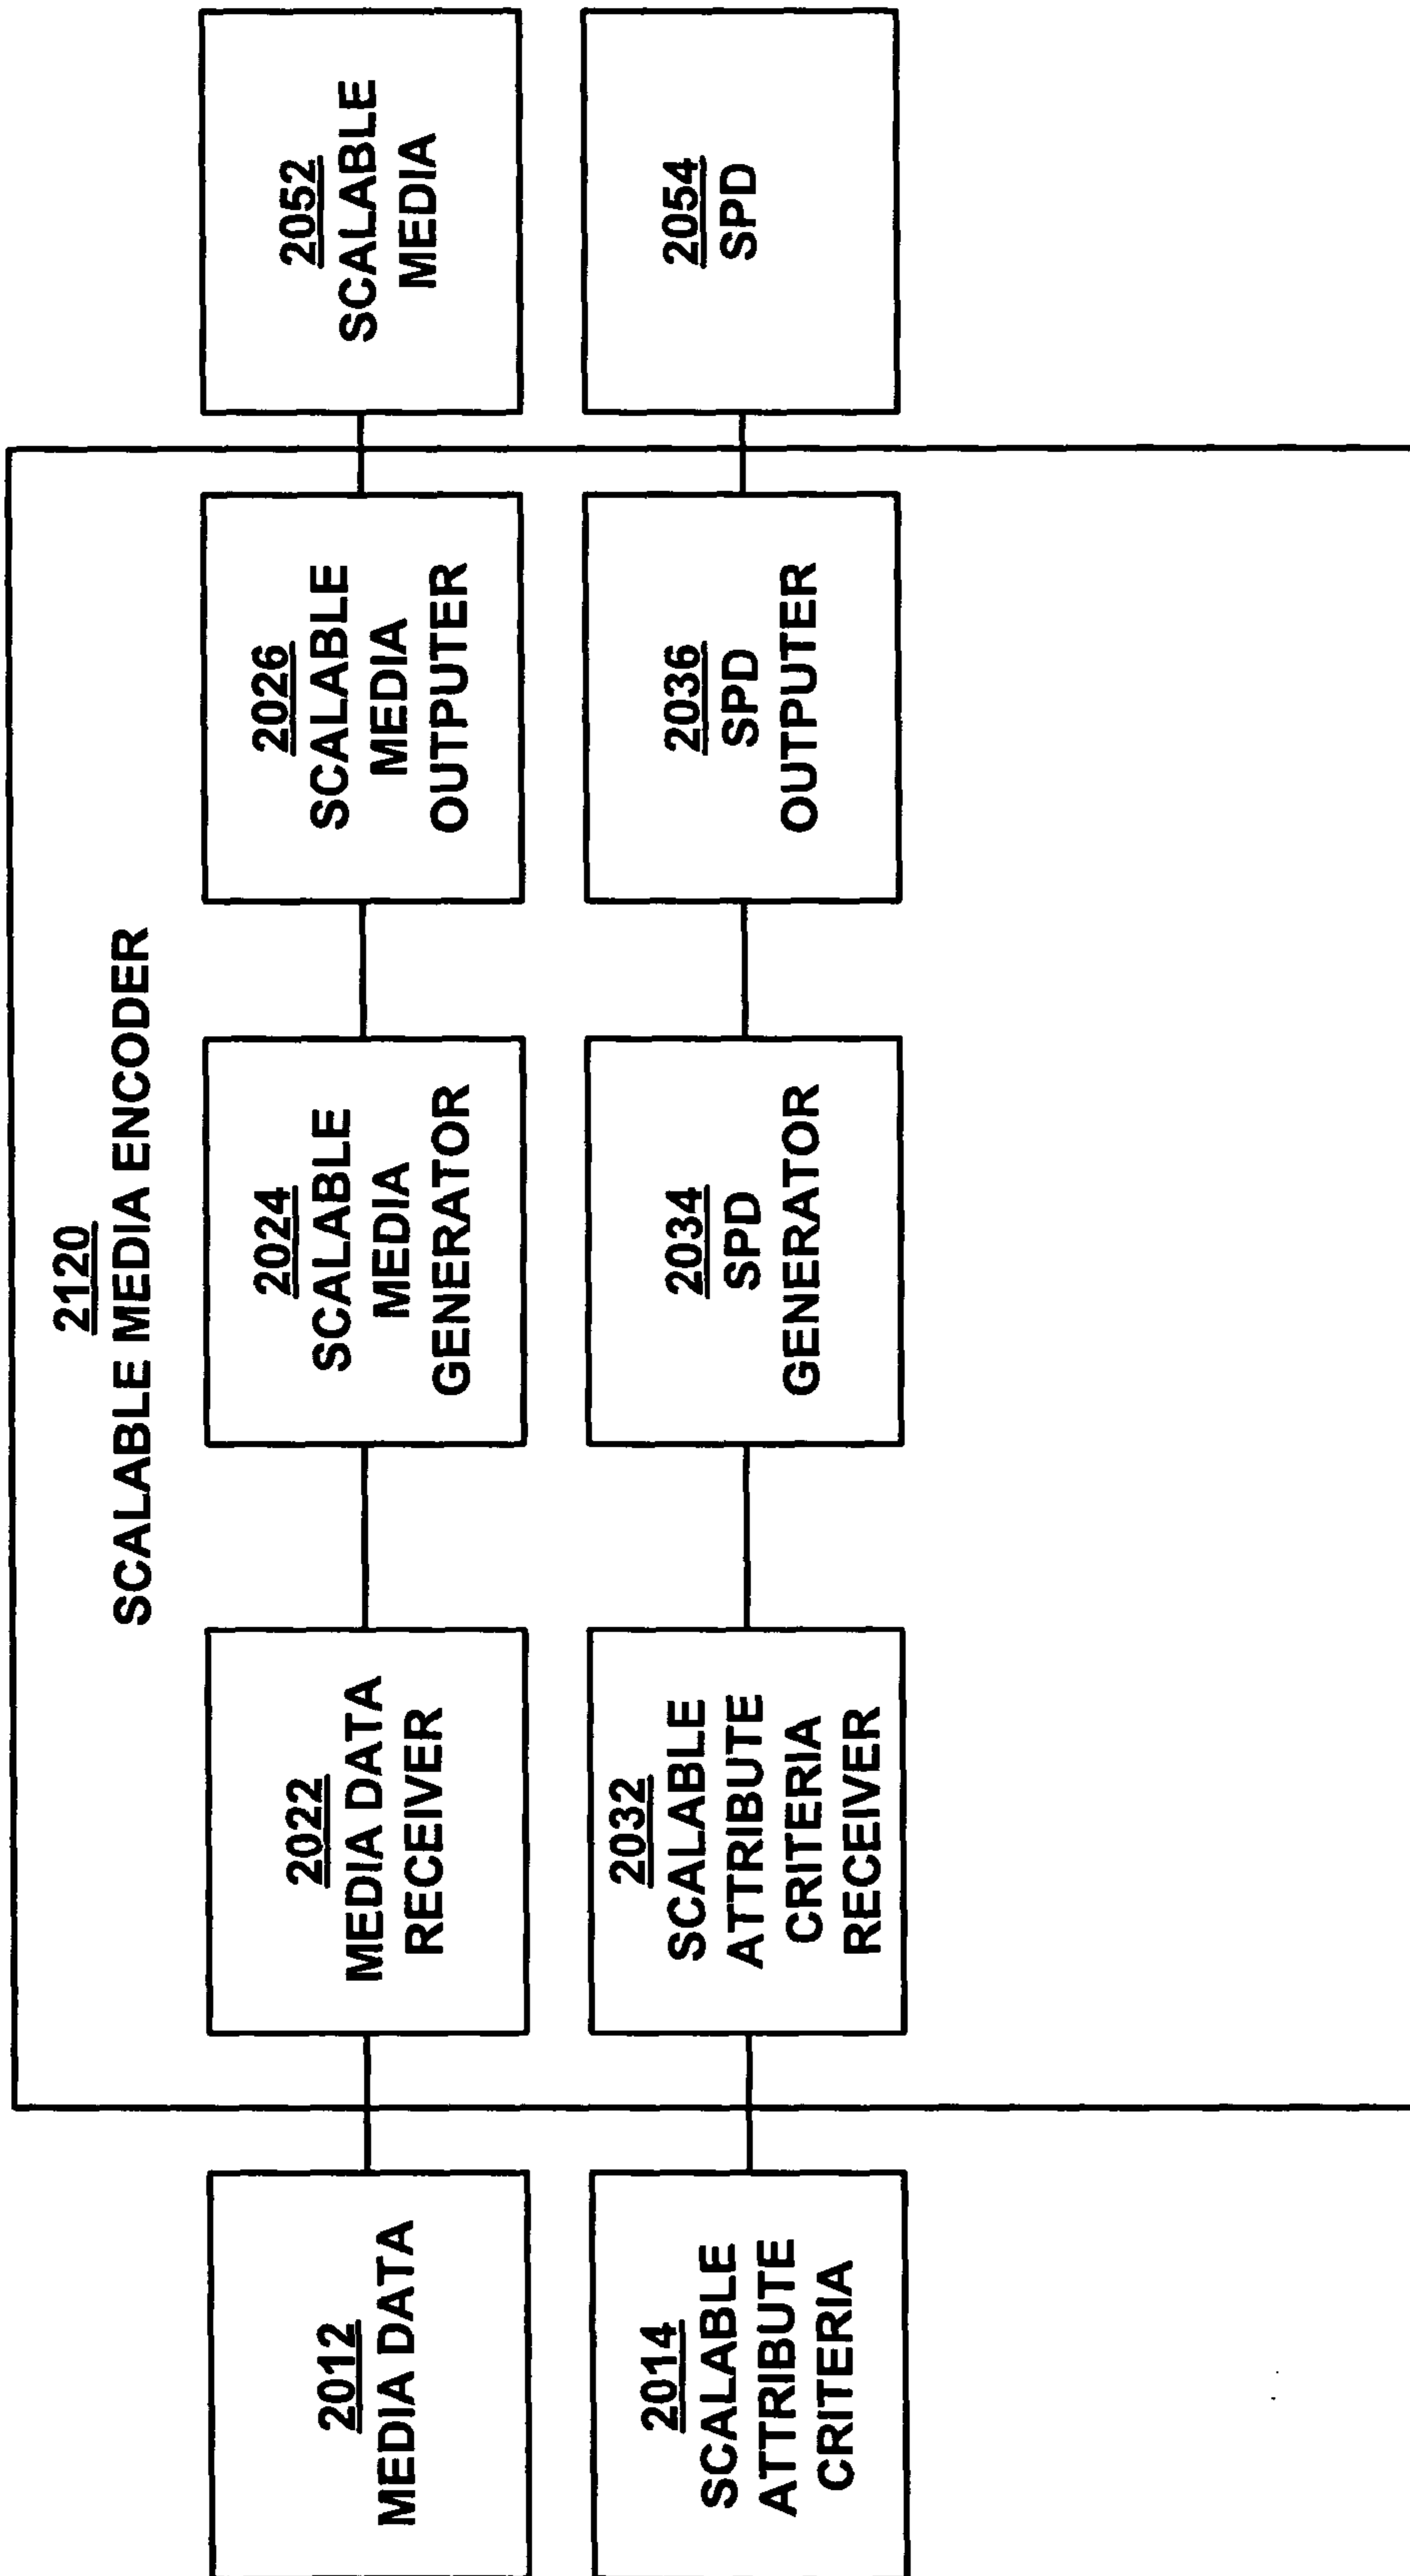 2120
SCALABLE MEDIA ENCODER
2012
MEDIA DATA
2022
MEDIA DATA
RECEIVER
2024
SCALABLE
MEDIA
GENERATOR
2026
SCALABLE
MEDIA
OUTPUTER
2052
SCALABLE
MEDIA
2014
SCALABLE
ATTRIBUTE
CRITERIA
2032
SCALABLE
ATTRIBUTE
CRITERIA
RECEIVER
2034
SPD
GENERATOR
2036
SPD
OUTPUTER
2054
SPD